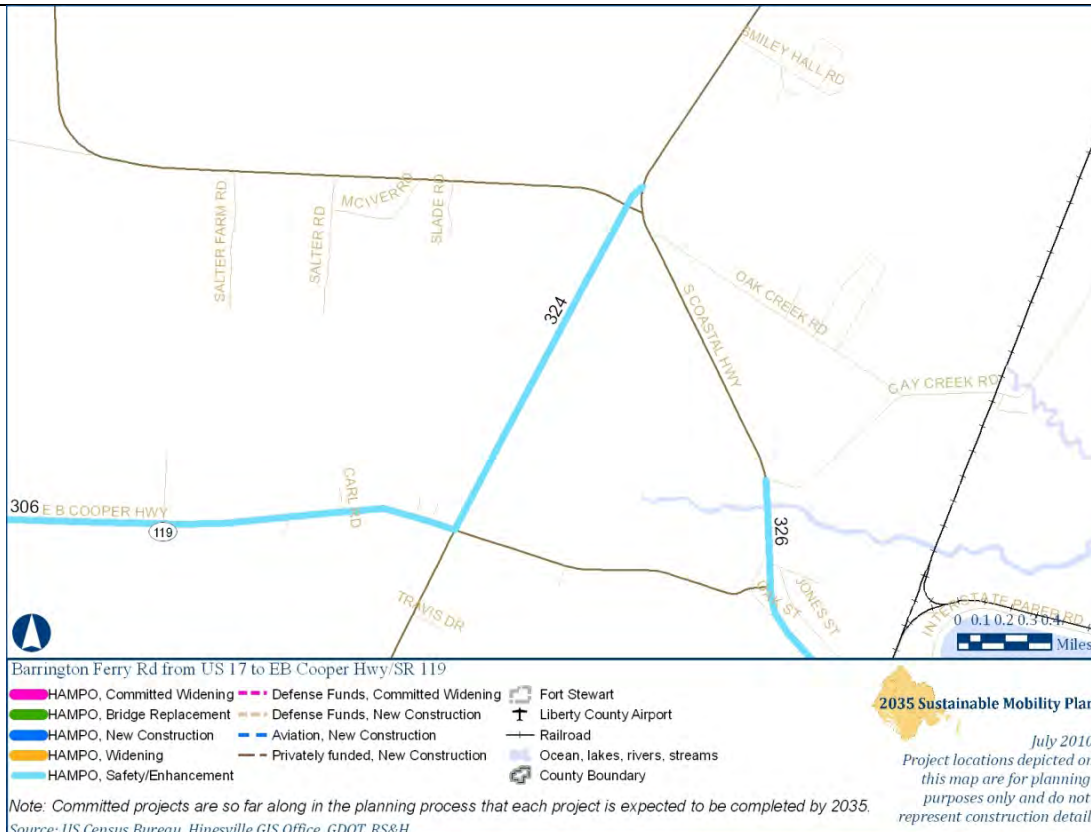 SMILEY HALL RD
MCIVER RD
SLADE RD
SALTER RD
SALTER FARM RD
OAK CREEK RD
324
S COASTAL HWY
GAY CREEK RD
CARL RD
306 E B COOPER HWY
119
326
JONES ST
OAK ST
TRAVIS DR
INTERSTATE PAPER RD
0 0.1 0.2 0.3 0.4
Miles
Barrington Ferry Rd from US 17 to EB Cooper Hwy/SR 119
HAMPO, Committed Widening
HAMPO, Bridge Replacement
HAMPO, New Construction
HAMPO, Widening
HAMPO, Safety/Enhancement
Defense Funds, Committed Widening
Defense Funds, New Construction
Aviation, New Construction
Privately funded, New Construction
Fort Stewart
Liberty County Airport
Railroad
Ocean, lakes, rivers, streams
County Boundary
2035 Sustainable Mobility Plan
July 2010
Project locations depicted on
this map are for planning
purposes only and do not
represent construction detail
Note: Committed projects are so far along in the planning process that each project is expected to be completed by 2035.
Source: US Census Bureau, Hinesville GIS Office, GDOT, RS&H